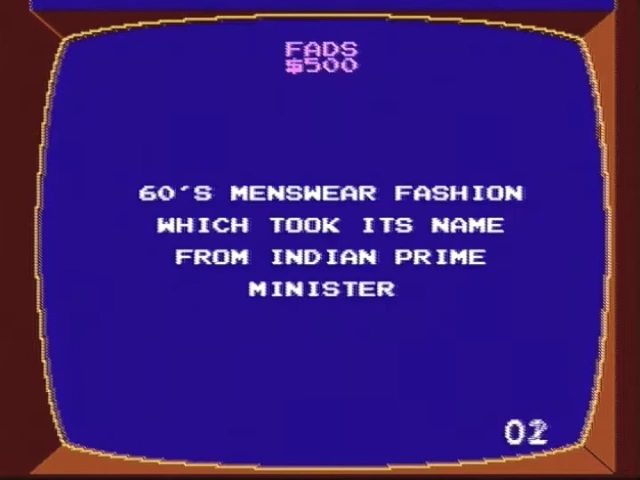 FADS
$500
60'S MENSWEAR FASHION
WHICH TOOK ITS NAME
FROM INDIAN PRIME
MINISTER
02